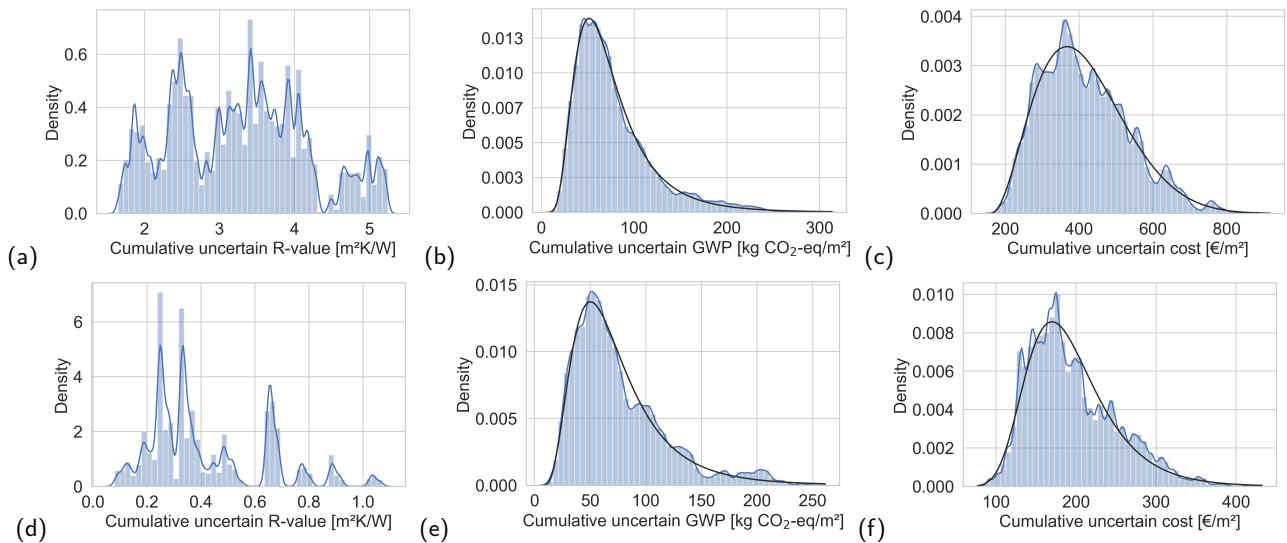 0.6
0.4
0.2
0.0
Density
2 3 4 5
Cumulative uncertain R-value [m²K/W]
(a)
0.013
0.010
0.007
0.005
0.003
0.000
Density
0 100 200 300
Cumulative uncertain GWP [kg CO₂-eq/m²]
(b)
0.004
0.003
0.002
0.001
0.000
Density
200 400 600 800
Cumulative uncertain cost [€/m²]
(c)
6
4
2
0
Density
0.0 0.2 0.4 0.6 0.8 1.0
Cumulative uncertain R-value [m²K/W]
(d)
0.015
0.010
0.005
0.000
Density
0 50 100 150 200 250
Cumulative uncertain GWP [kg CO₂-eq/m²]
(e)
0.010
0.008
0.006
0.004
0.002
0.000
Density
100 200 300 400
Cumulative uncertain cost [€/m²]
(f)